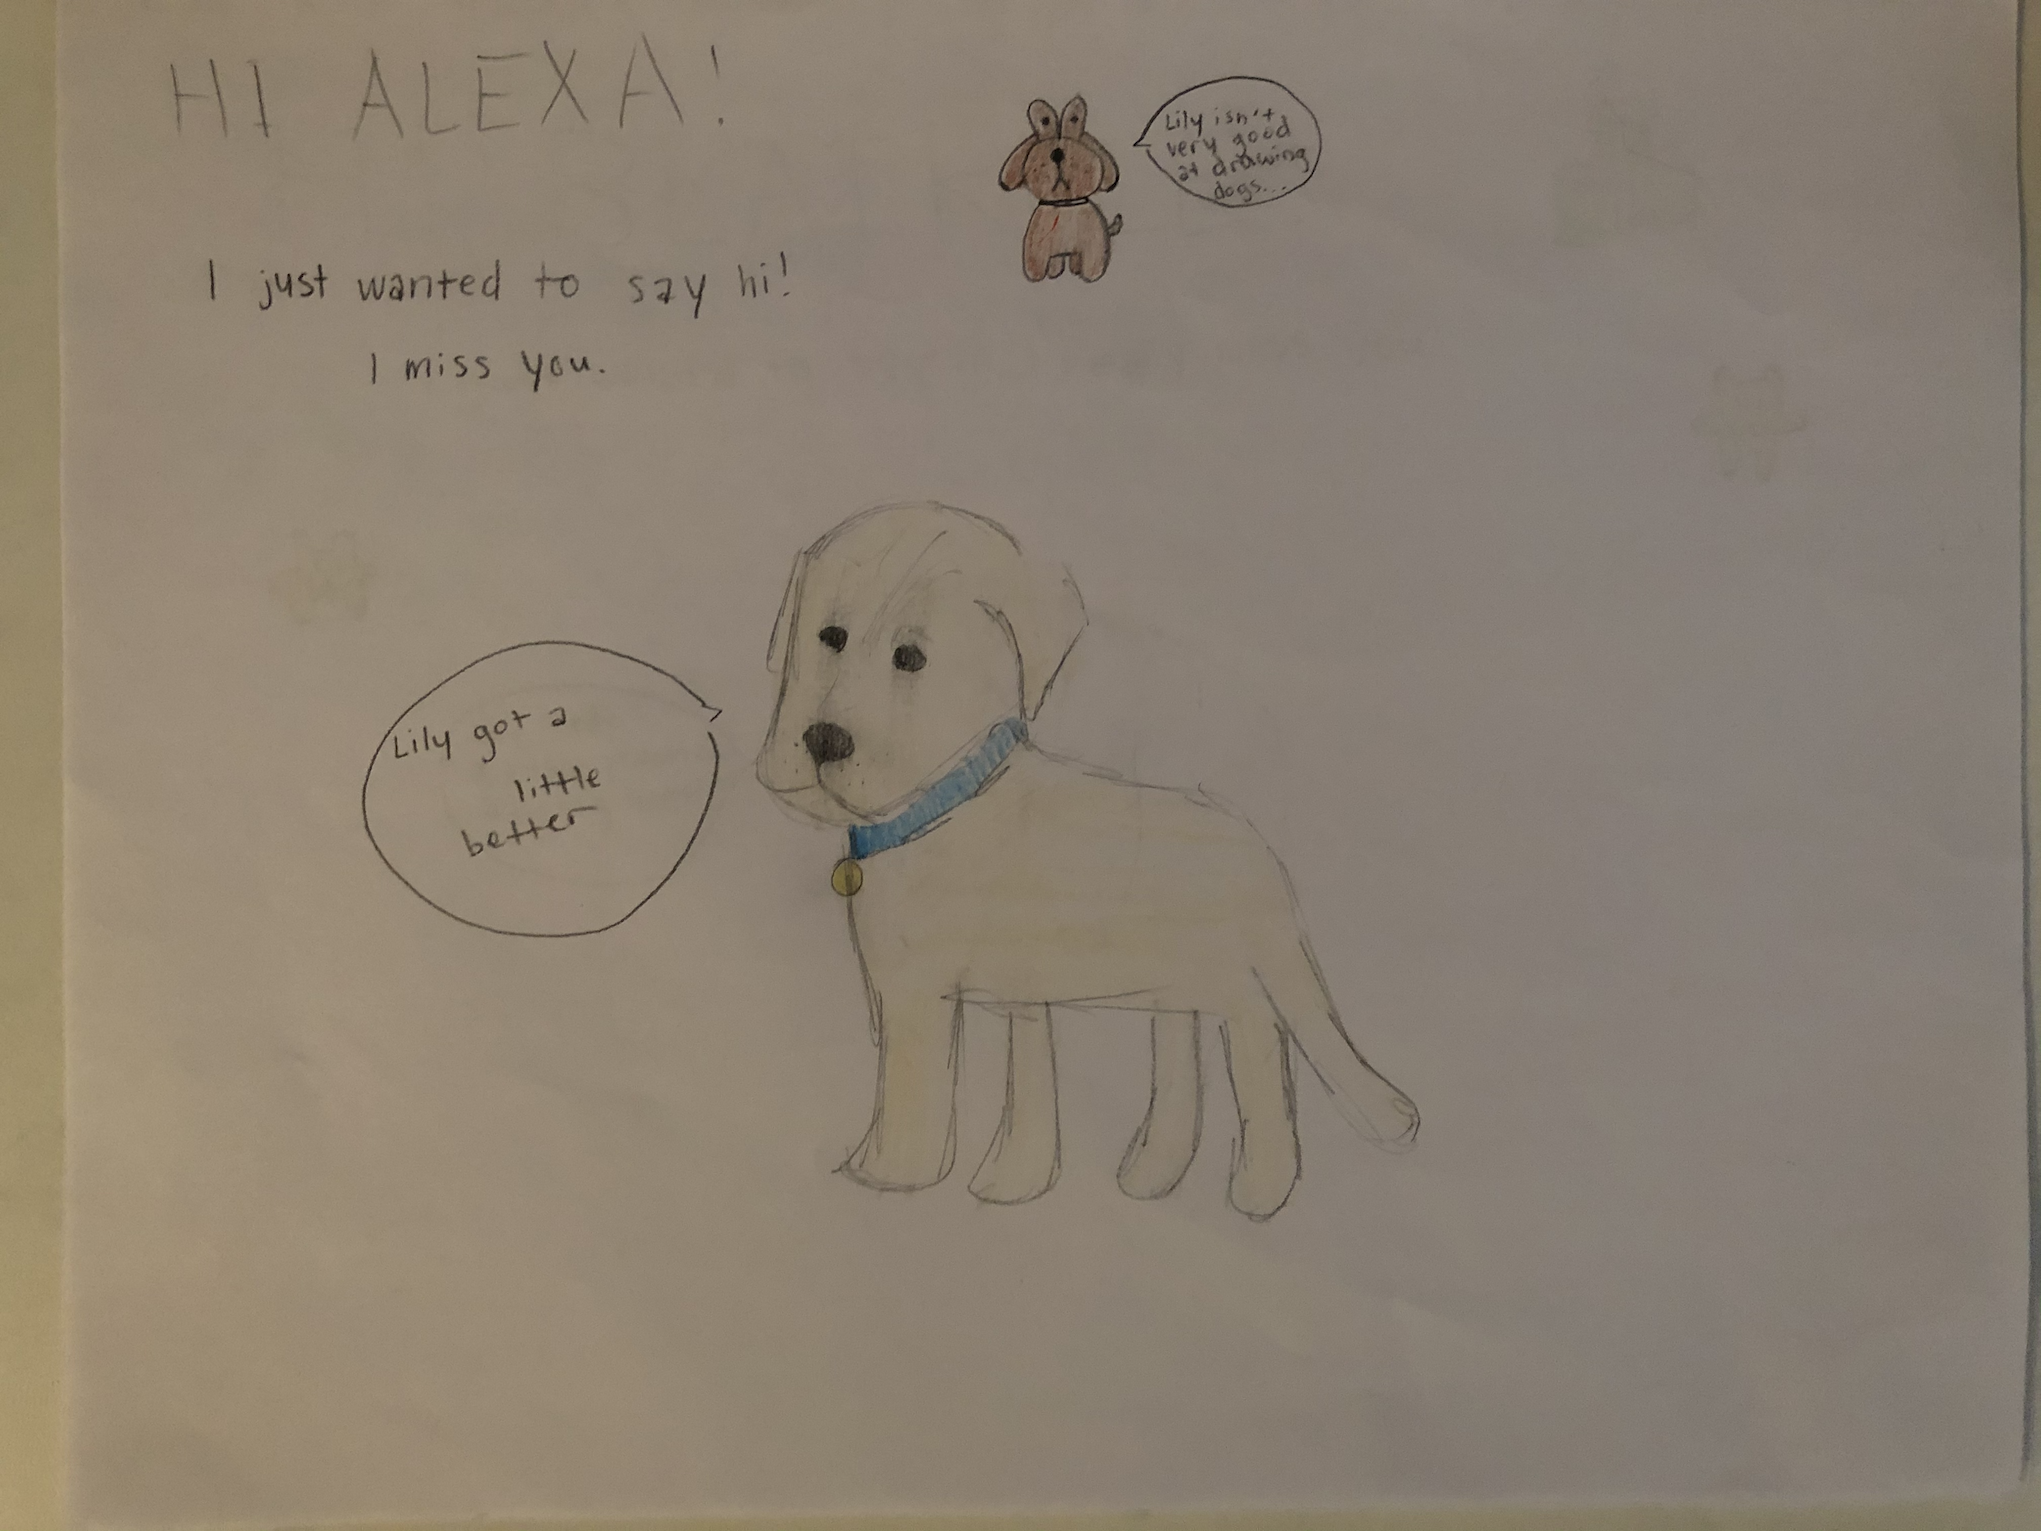 HI ALEXA!
Lily isn't
very good
at drawing
dogs...
I just wanted to say hi!
I miss you.
Lily got a
little
better